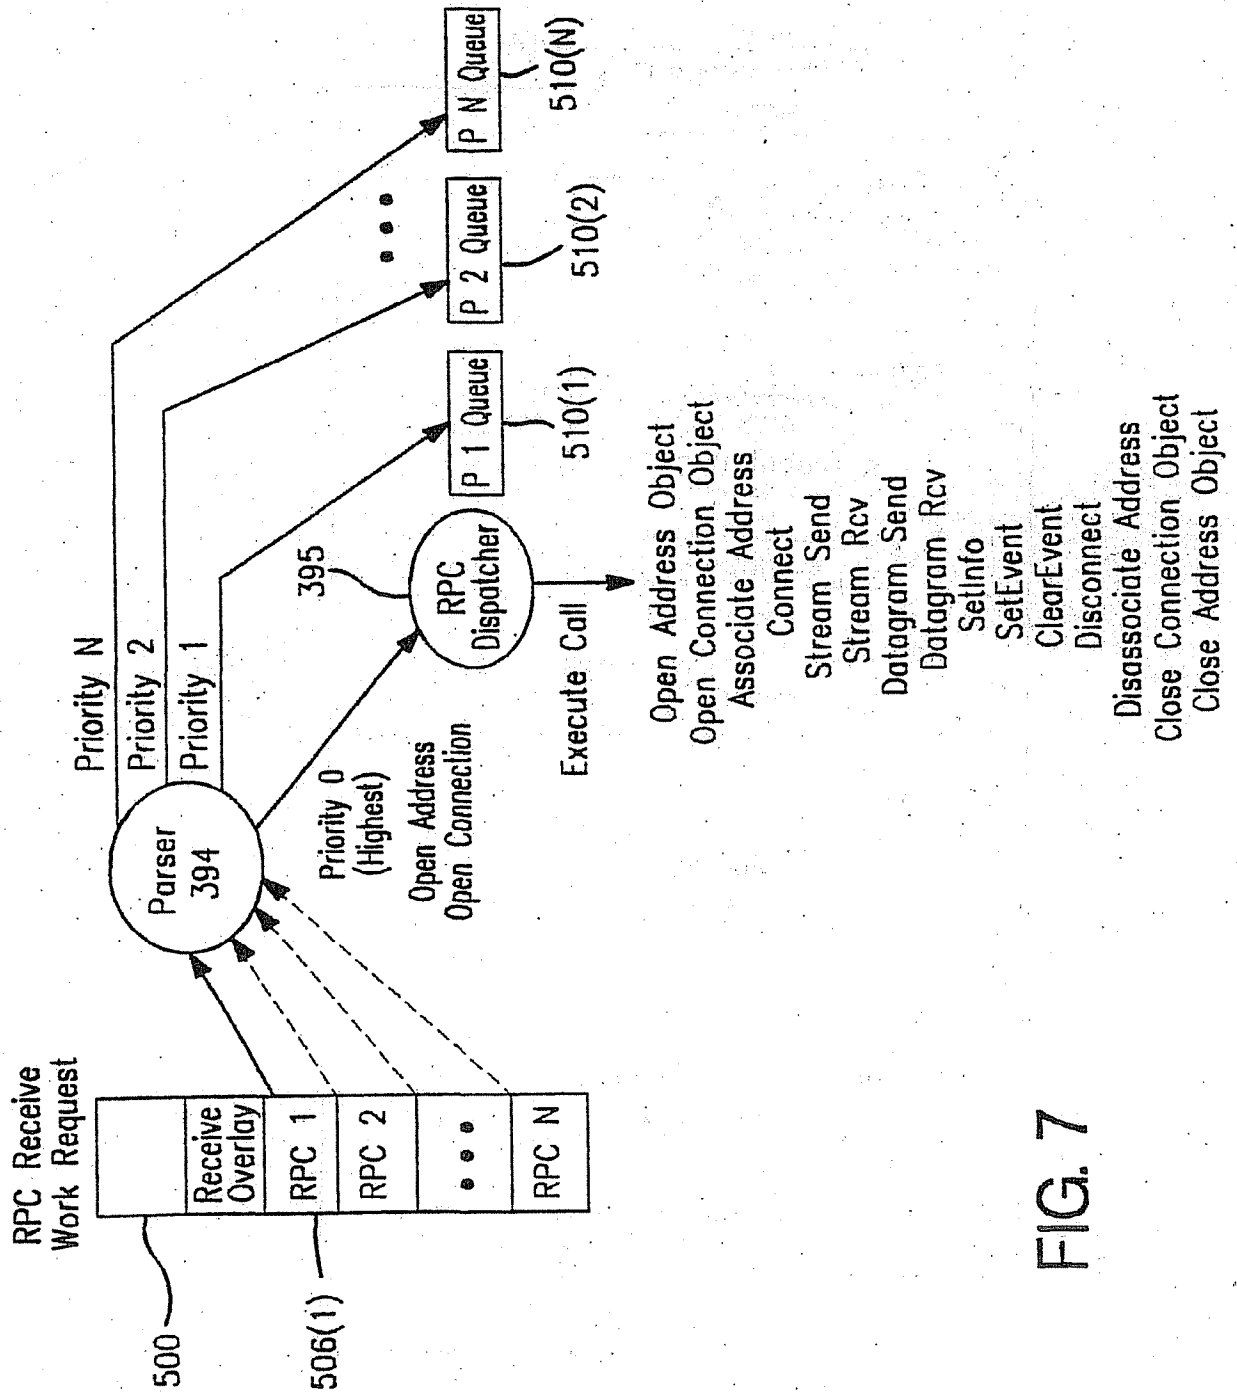 RPC Receive
Work Request
500
Receive
Overlay
506(1)
RPC 1
RPC 2
RPC N
Parser
394
Priority N
Priority 2
Priority 1
Priority 0
(Highest)
Open Address
Open Connection
395
RPC
Dispatcher
P 1 Queue
510(1)
P 2 Queue
510(2)
P N Queue
510(N)
Execute Call
Open Address Object
Open Connection Object
Associate Address
Connect
Stream Send
Stream Rcv
Datagram Send
Datagram Rcv
SetInfo
SetEvent
ClearEvent
Disconnect
Disassociate Address
Close Connection Object
Close Address Object
FIG. 7